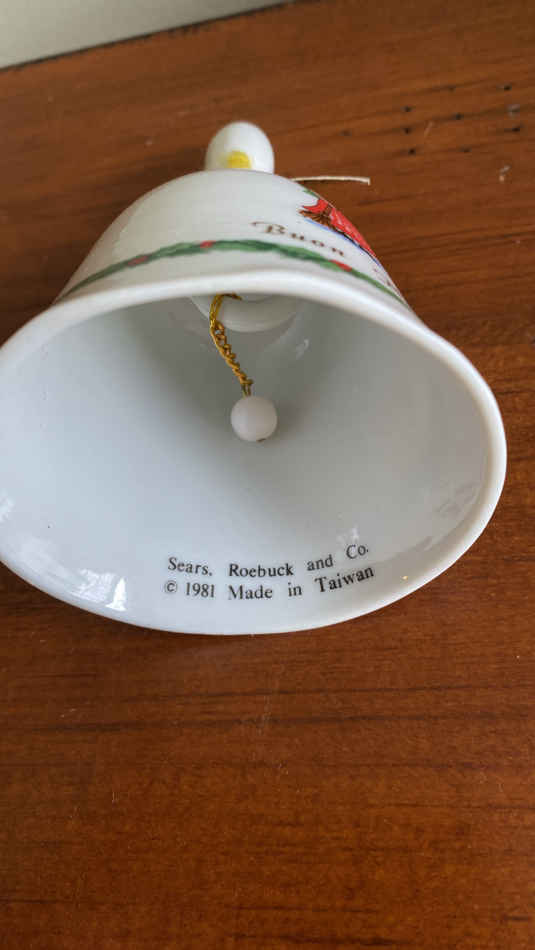 Buon
Sears, Roebuck and Co.
© 1981 Made in Taiwan